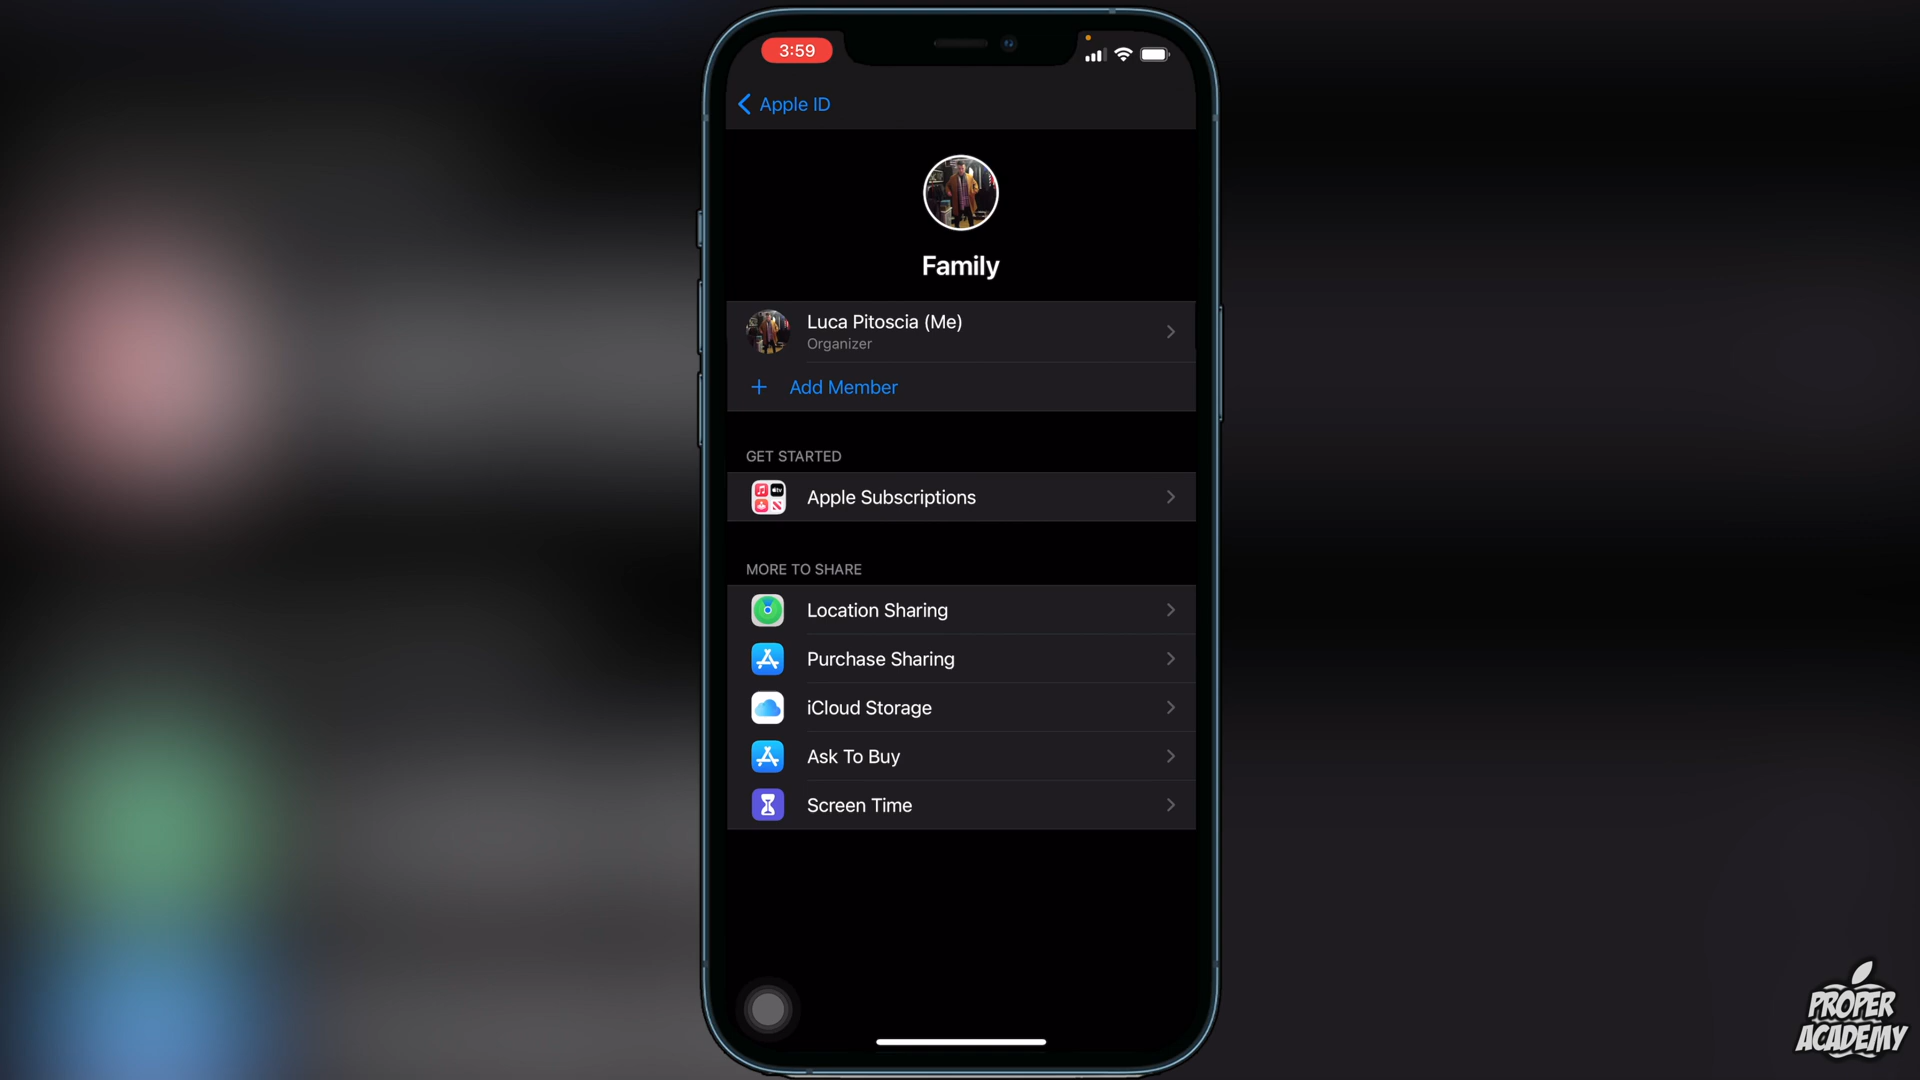 3:59
Apple ID
Family
Luca Pitoscia (Me)
Organizer
+ Add Member
GET STARTED
Apple Subscriptions
MORE TO SHARE
Location Sharing
Purchase Sharing
iCloud Storage
Ask To Buy
Screen Time
PROPER
ACADEMY